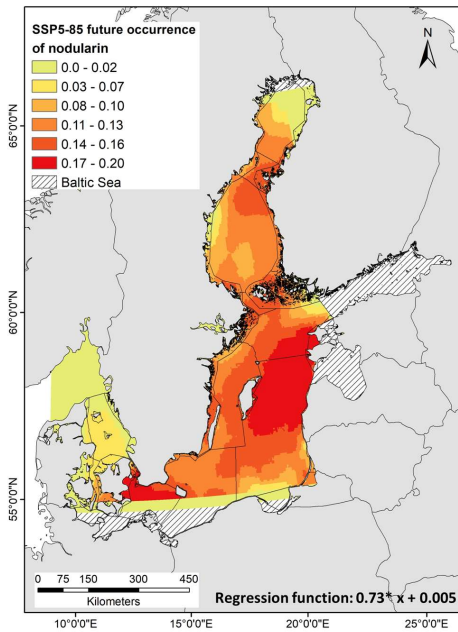 SSP5-85 future occurrence
of nodularin
0.0 - 0.02
0.03 - 0.07
0.08 - 0.10
0.11 - 0.13
0.14 - 0.16
0.17 - 0.20
Baltic Sea
N
65°0'0"N
60°0'0"N
55°0'0"N
0 75 150 300 450
Kilometers
Regression function: 0.73* x + 0.005
10°0'0"E 15°0'0"E 20°0'0"E 25°0'0"E